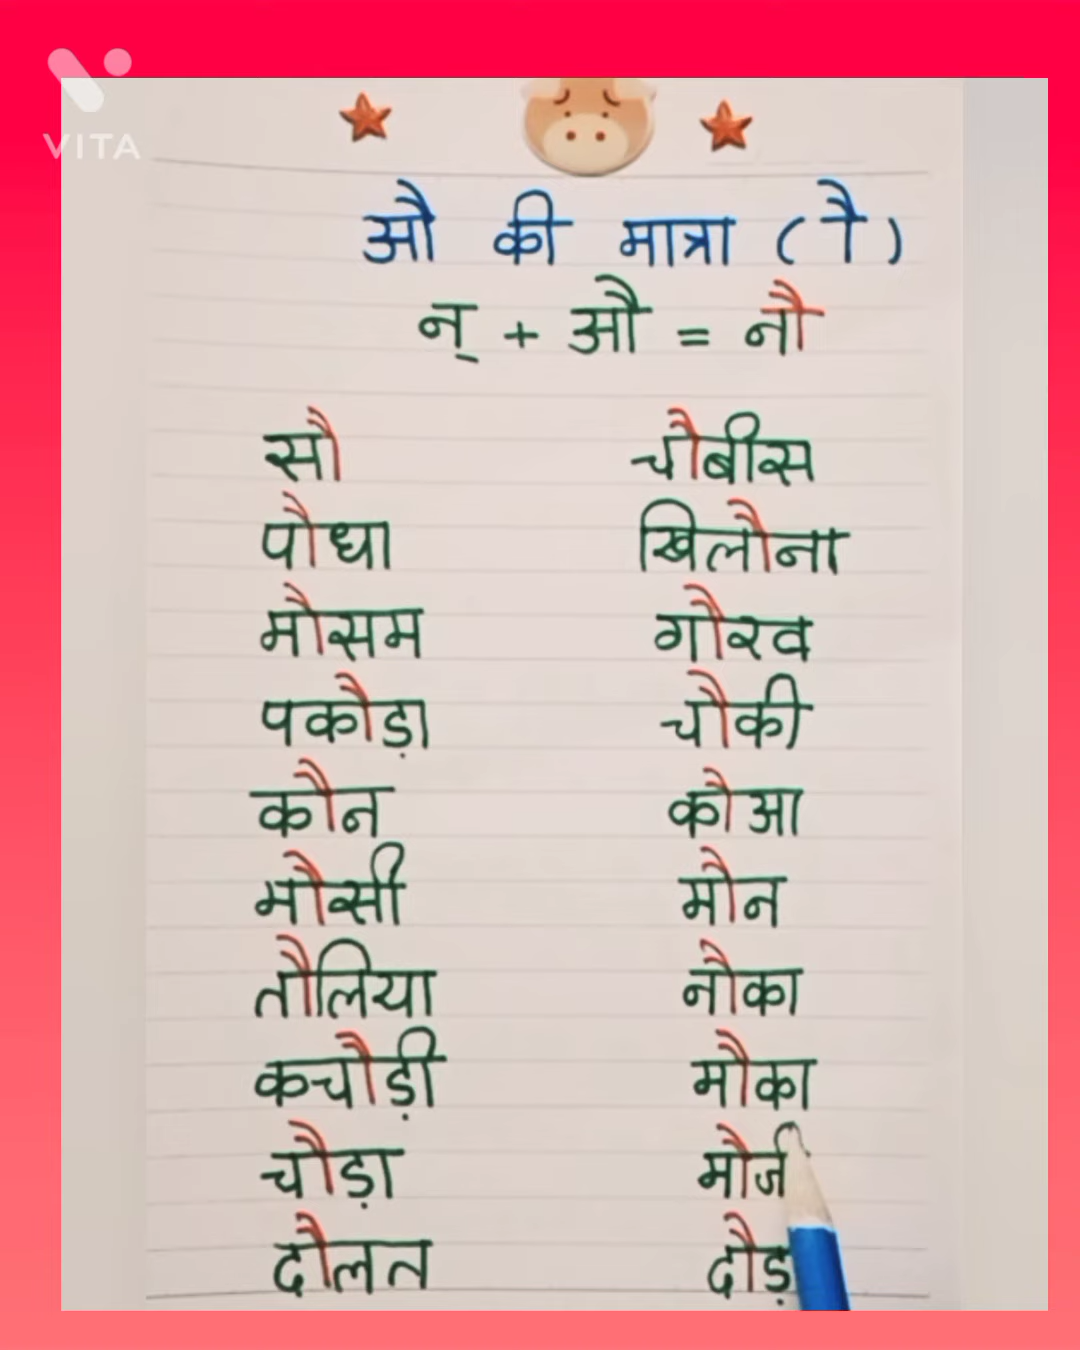 VITA
औ की मात्रा ( ौ )
न् + औ = नौ
सौ चौबीस
पौधा खिलौना
मौसम गौरव
पकौड़ा चौकी
कौन कौआ
मौसी मौन
तौलिया नौका
कचौड़ी मौका
चौड़ा
दौलत दौड़